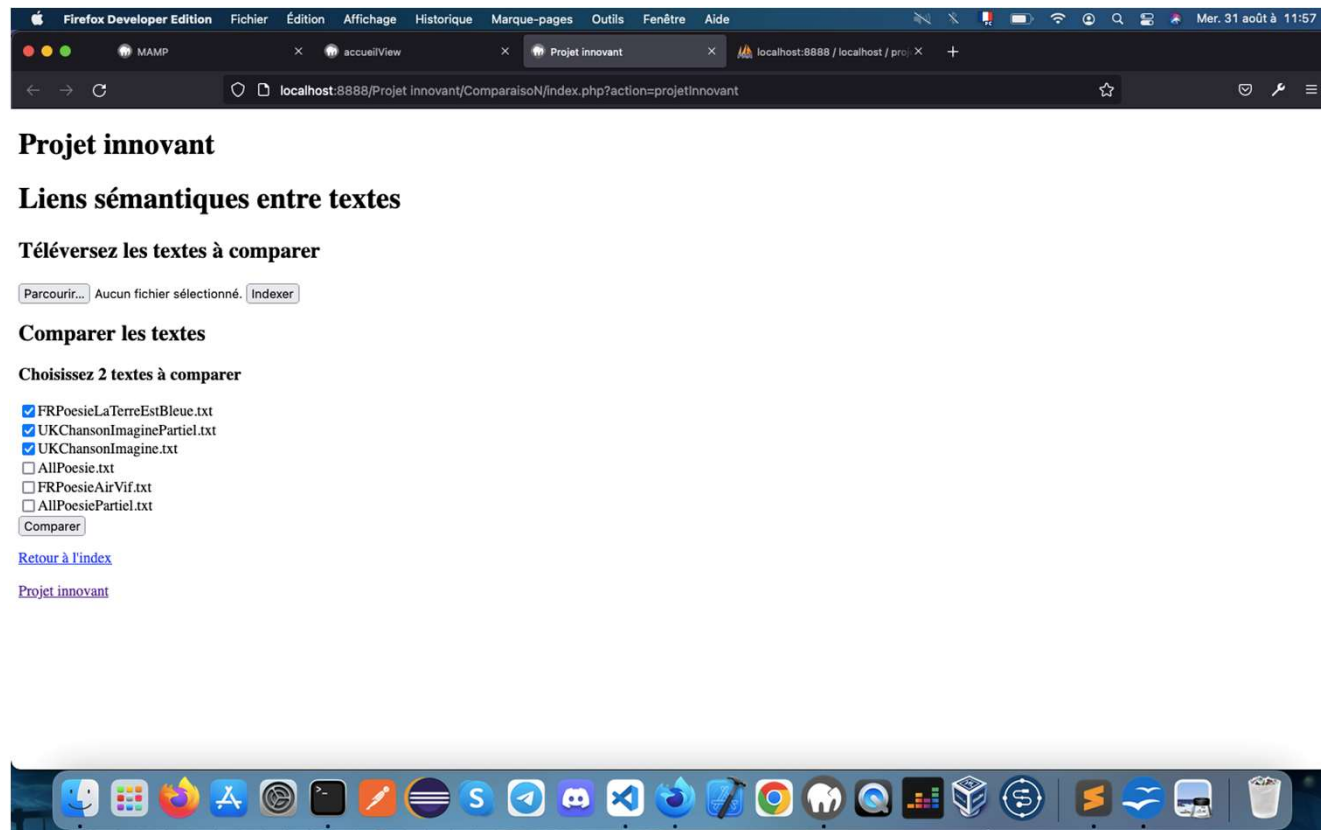 Firefox Developer Edition Fichier Édition Affichage Historique Marque-pages Outils Fenêtre Aide Mer. 31 août à 11:57
MAMP accueilView Projet innovant localhost:8888 / localhost / proj
localhost:8888/Projet innovant/ComparaisoN/index.php?action=projetInnovant
Projet innovant
Liens sémantiques entre textes
Téléversez les textes à comparer
Parcourir... Aucun fichier sélectionné. Indexer
Comparer les textes
Choisissez 2 textes à comparer
FRPoesieLaTerreEstBleue.txt
UKChansonImaginePartiel.txt
UKChansonImagine.txt
AllPoesie.txt
FRPoesieAirVif.txt
AllPoesiePartiel.txt
Comparer
Retour à l'index
Projet innovant